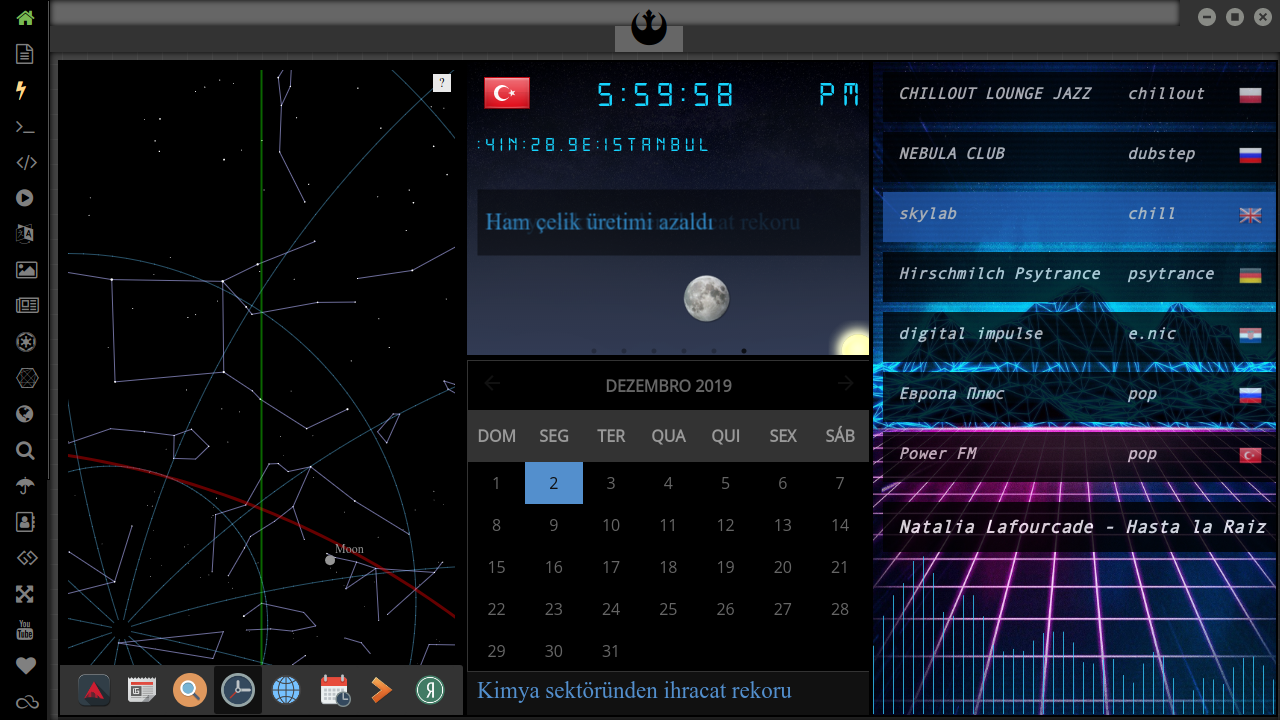 ?
Moon
5:59:58 PM
:41N:28.9E:ISTANBUL
Ham çelik üretimi azaldı
DEZEMBRO 2019
DOM SEG TER QUA QUI SEX SÁB
1 2 3 4 5 6 7
8 9 10 11 12 13 14
15 16 17 18 19 20 21
22 23 24 25 26 27 28
29 30 31
Kimya sektöründen ihracat rekoru
CHILLOUT LOUNGE JAZZ chillout
NEBULA CLUB dubstep
skylab chill
Hirschmilch Psytrance psytrance
digital impulse e.nic
Европа Плюс pop
Power FM pop
Natalia Lafourcade - Hasta la Raiz
You
Tube
Я